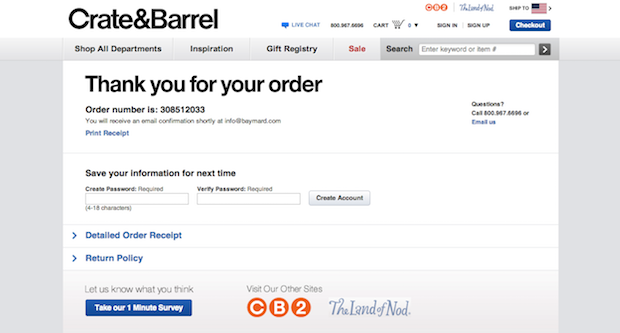 CB2 The Land of Nod SHIP TO
Crate&Barrel
LIVE CHAT 800.967.6696 CART 0 SIGN IN SIGN UP Checkout
Shop All Departments Inspiration Gift Registry Sale Search Enter keyword or item #
Thank you for your order
Order number is: 308512033
You will receive an email confirmation shortly at info@baymard.com
Print Receipt
Questions?
Call 800.967.6696 or
Email us
Save your information for next time
Create Password: Required Verify Password: Required
Create Account
(4-18 characters)
Detailed Order Receipt
Return Policy
Let us know what you think
Take our 1 Minute Survey
Visit Our Other Sites
CB2 The Land of Nod.